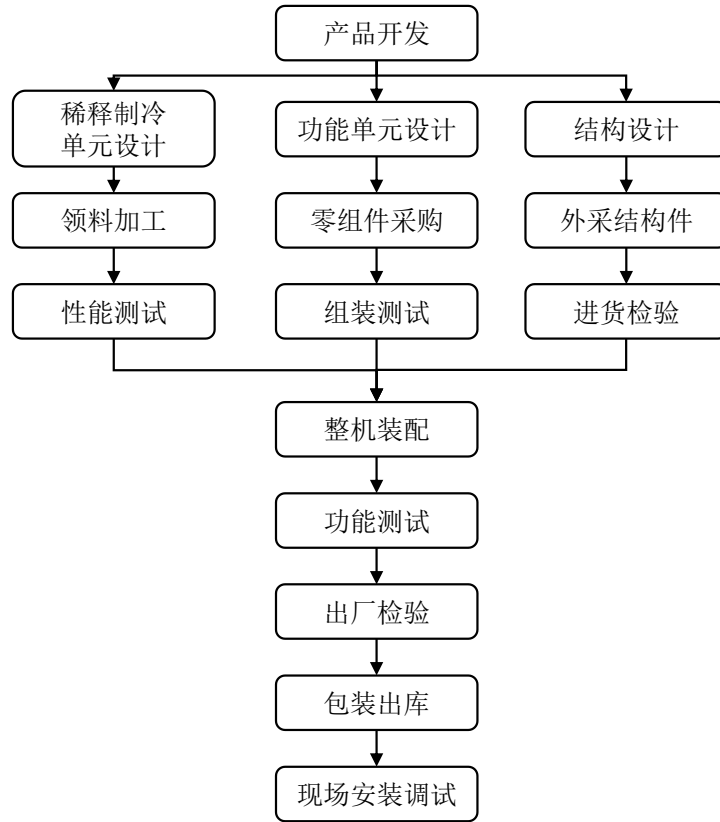 产品开发
稀释制冷
单元设计
功能单元设计
结构设计
领料加工
零组件采购
外采结构件
性能测试
组装测试
进货检验
整机装配
功能测试
出厂检验
包装出库
现场安装调试